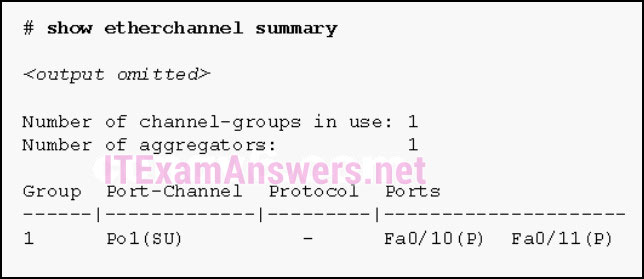 # show etherchannel summary
<output omitted>
Number of channel-groups in use: 1
Number of aggregators: 1
ITExamAnswers.net
Group Port-Channel Protocol Ports
------|-------------|---------|----------------------
1 Po1(SU) - Fa0/10(P) Fa0/11(P)